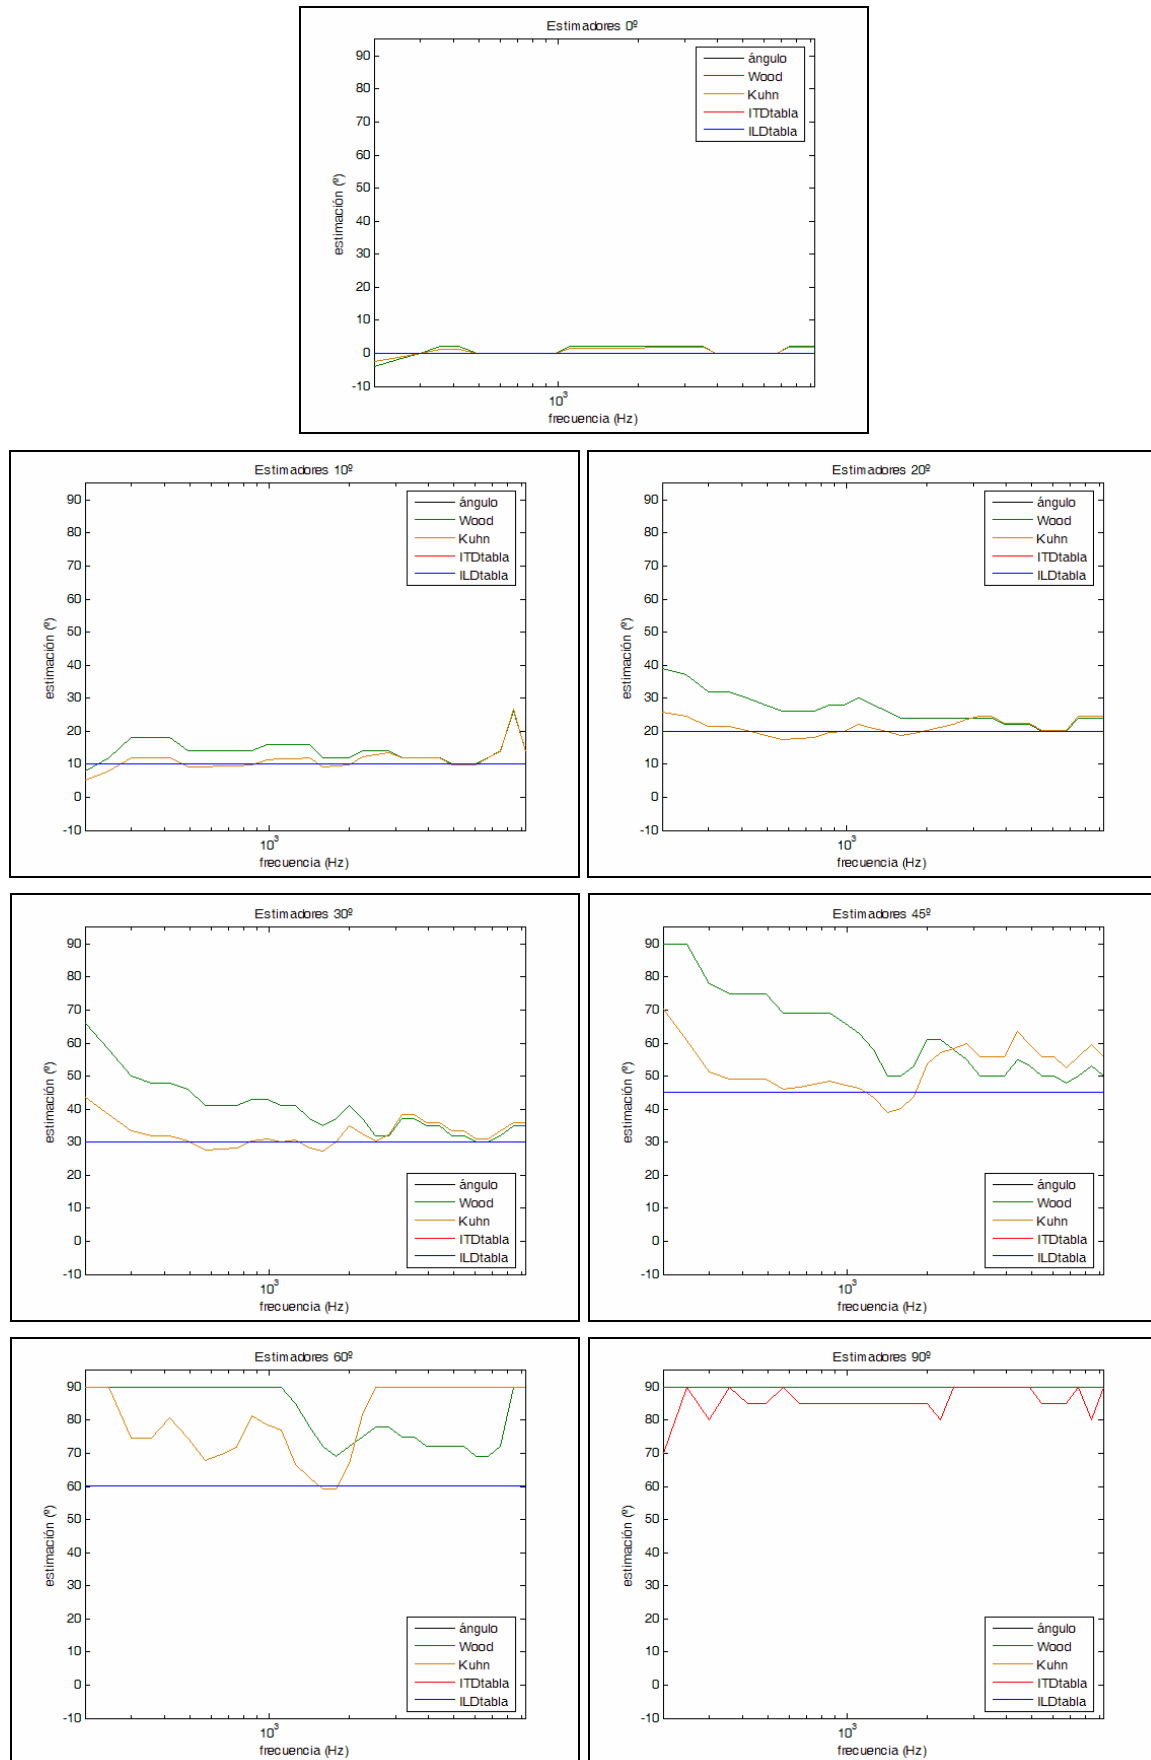 Estimadores 0º
90
80
70
60
50
40
30
20
10
0
-10
estimación (º)
10³
frecuencia (Hz)
ángulo
Wood
Kuhn
ITDtabla
ILDtabla
Estimadores 10º
90
80
70
60
50
40
30
20
10
0
-10
estimación (º)
10³
frecuencia (Hz)
ángulo
Wood
Kuhn
ITDtabla
ILDtabla
Estimadores 20º
90
80
70
60
50
40
30
20
10
0
-10
estimación (º)
10³
frecuencia (Hz)
ángulo
Wood
Kuhn
ITDtabla
ILDtabla
Estimadores 30º
90
80
70
60
50
40
30
20
10
0
-10
estimación (º)
10³
frecuencia (Hz)
ángulo
Wood
Kuhn
ITDtabla
ILDtabla
Estimadores 45º
90
80
70
60
50
40
30
20
10
0
-10
estimación (º)
10³
frecuencia (Hz)
ángulo
Wood
Kuhn
ITDtabla
ILDtabla
Estimadores 60º
90
80
70
60
50
40
30
20
10
0
-10
estimación (º)
10³
frecuencia (Hz)
ángulo
Wood
Kuhn
ITDtabla
ILDtabla
Estimadores 90º
90
80
70
60
50
40
30
20
10
0
-10
estimación (º)
10³
frecuencia (Hz)
ángulo
Wood
Kuhn
ITDtabla
ILDtabla